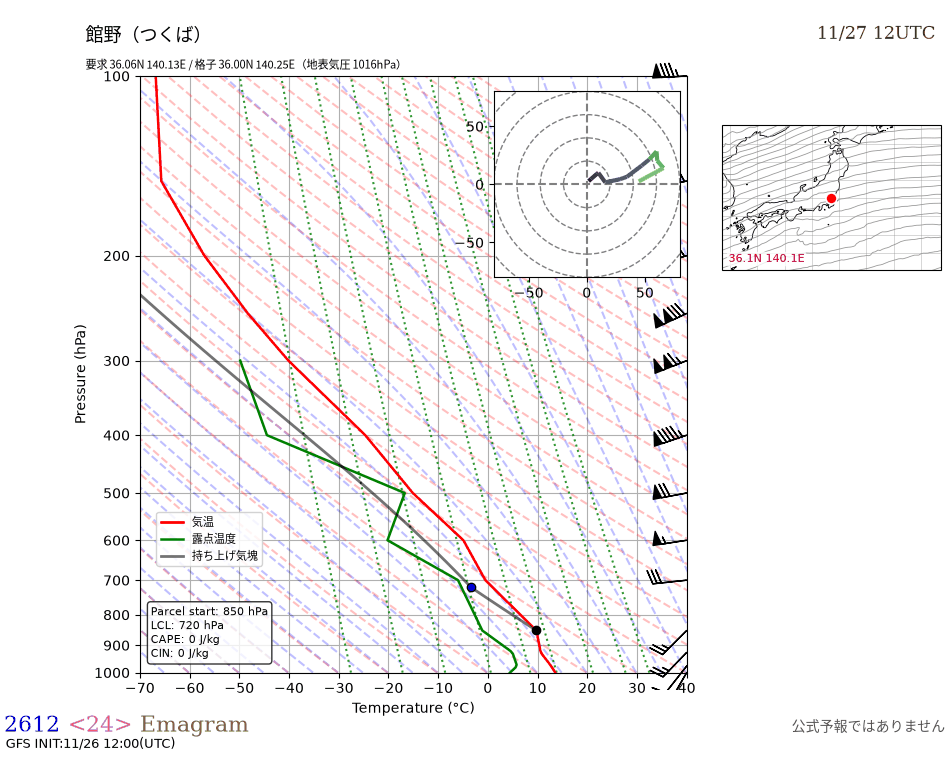 館野（つくば）
11/27 12UTC
要求 36.06N 140.13E / 格子 36.00N 140.25E（地表気圧 1016hPa）
100
200
300
400
500
600
700
800
900
1000
Pressure (hPa)
50
0
−50
−50 0 50
気温
露点温度
持ち上げ気塊
Parcel start: 850 hPa
LCL: 720 hPa
CAPE: 0 J/kg
CIN: 0 J/kg
−70 −60 −50 −40 −30 −20 −10 0 10 20 30 40
Temperature (°C)
36.1N 140.1E
2612 <24> Emagram
GFS INIT:11/26 12:00(UTC)
公式予報ではありません